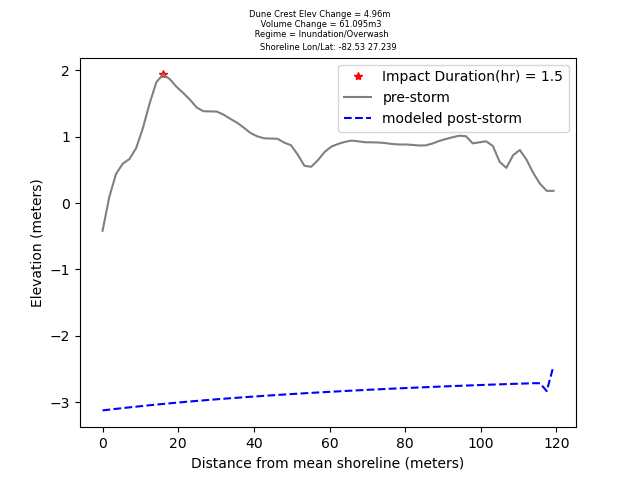 Dune Crest Elev Change = 4.96m
Volume Change = 61.095m3
Regime = Inundation/Overwash
Shoreline Lon/Lat: -82.53 27.239
Impact Duration(hr) = 1.5
pre-storm
modeled post-storm
2
1
0
−1
−2
−3
Elevation (meters)
0 20 40 60 80 100 120
Distance from mean shoreline (meters)